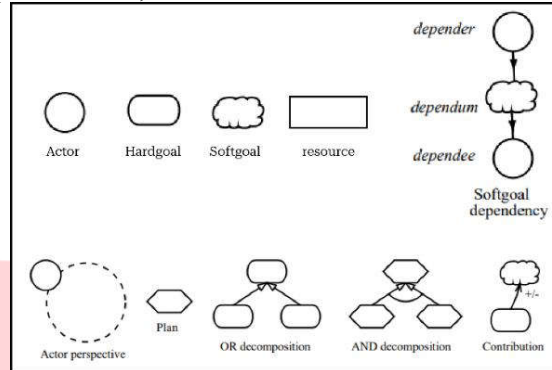 depender
dependum
dependee
Actor
Hardgoal
Softgoal
resource
Softgoal
dependency
Actor perspective
Plan
OR decomposition
AND decomposition
+/-
Contribution